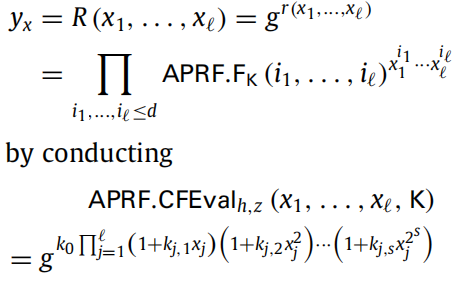 y_x = R (x_1, . . . , x_ℓ) = g^{r(x_1,...,x_ℓ)}
= ∏_{i_1,...,i_ℓ≤d} APRF.F_K (i_1, . . . , i_ℓ)^{x_1^{i_1}···x_ℓ^{i_ℓ}}
by conducting
APRF.CFEval_{h,z} (x_1, . . . , x_ℓ, K)
= g^{k_0 ∏_{j=1}^{ℓ}(1+k_{j,1}x_j)(1+k_{j,2}x_j^2)···(1+k_{j,s}x_j^{2^s})}